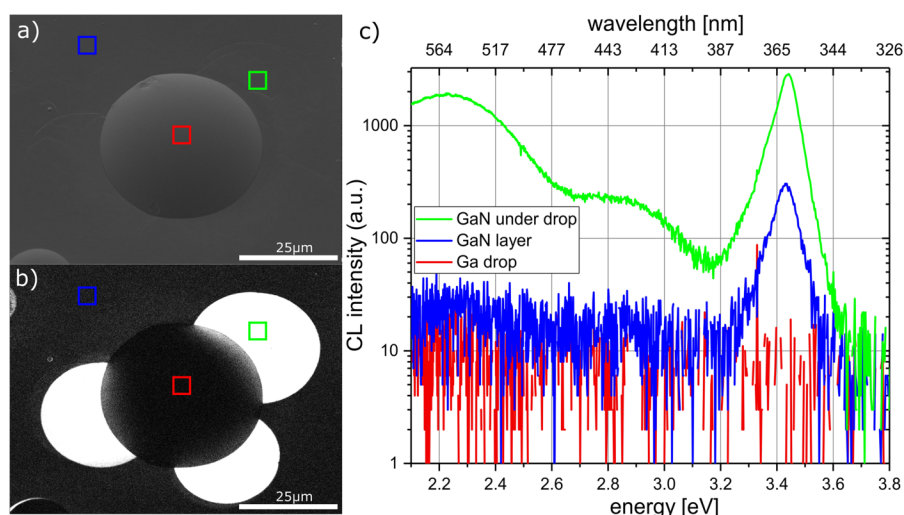 a)
25µm
b)
25µm
c)
wavelength [nm]
564 517 477 443 413 387 365 344 326
CL intensity (a.u.)
1000
100
10
1
GaN under drop
GaN layer
Ga drop
2.2 2.4 2.6 2.8 3.0 3.2 3.4 3.6 3.8
energy [eV]